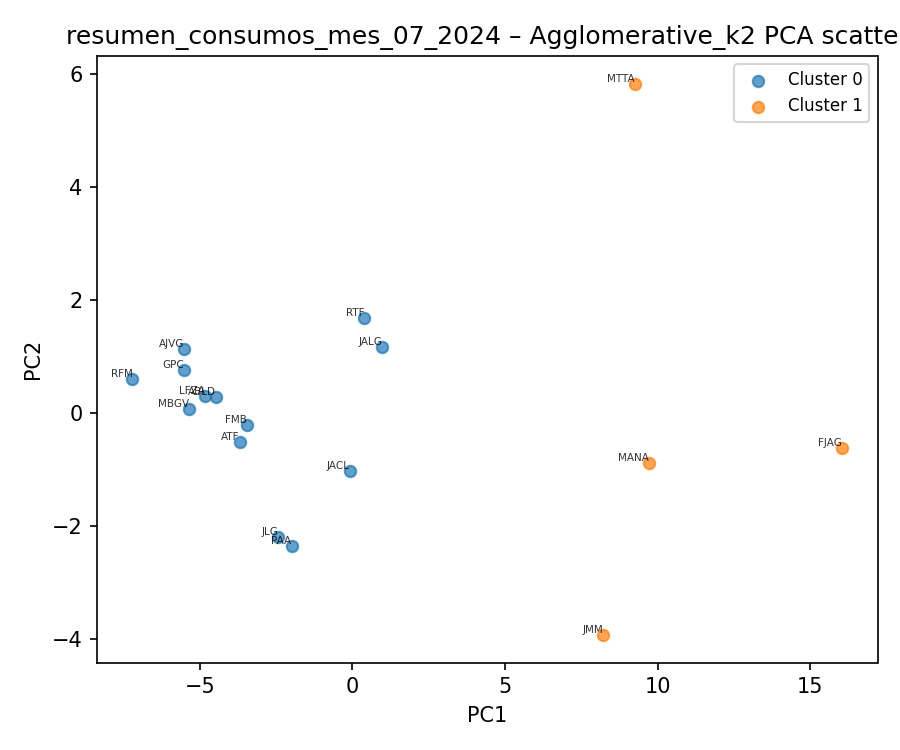 resumen_consumos_mes_07_2024 – Agglomerative_k2 PCA scatte
Cluster 0
Cluster 1
MTTA
RTF
JALG
AJVG
GPC
RFM
MBGV
FMB
ATF
JACL
MANA
FJAG
JLG
PAA
JMM
6
4
2
0
−2
−4
PC2
−5
0
5
10
15
PC1